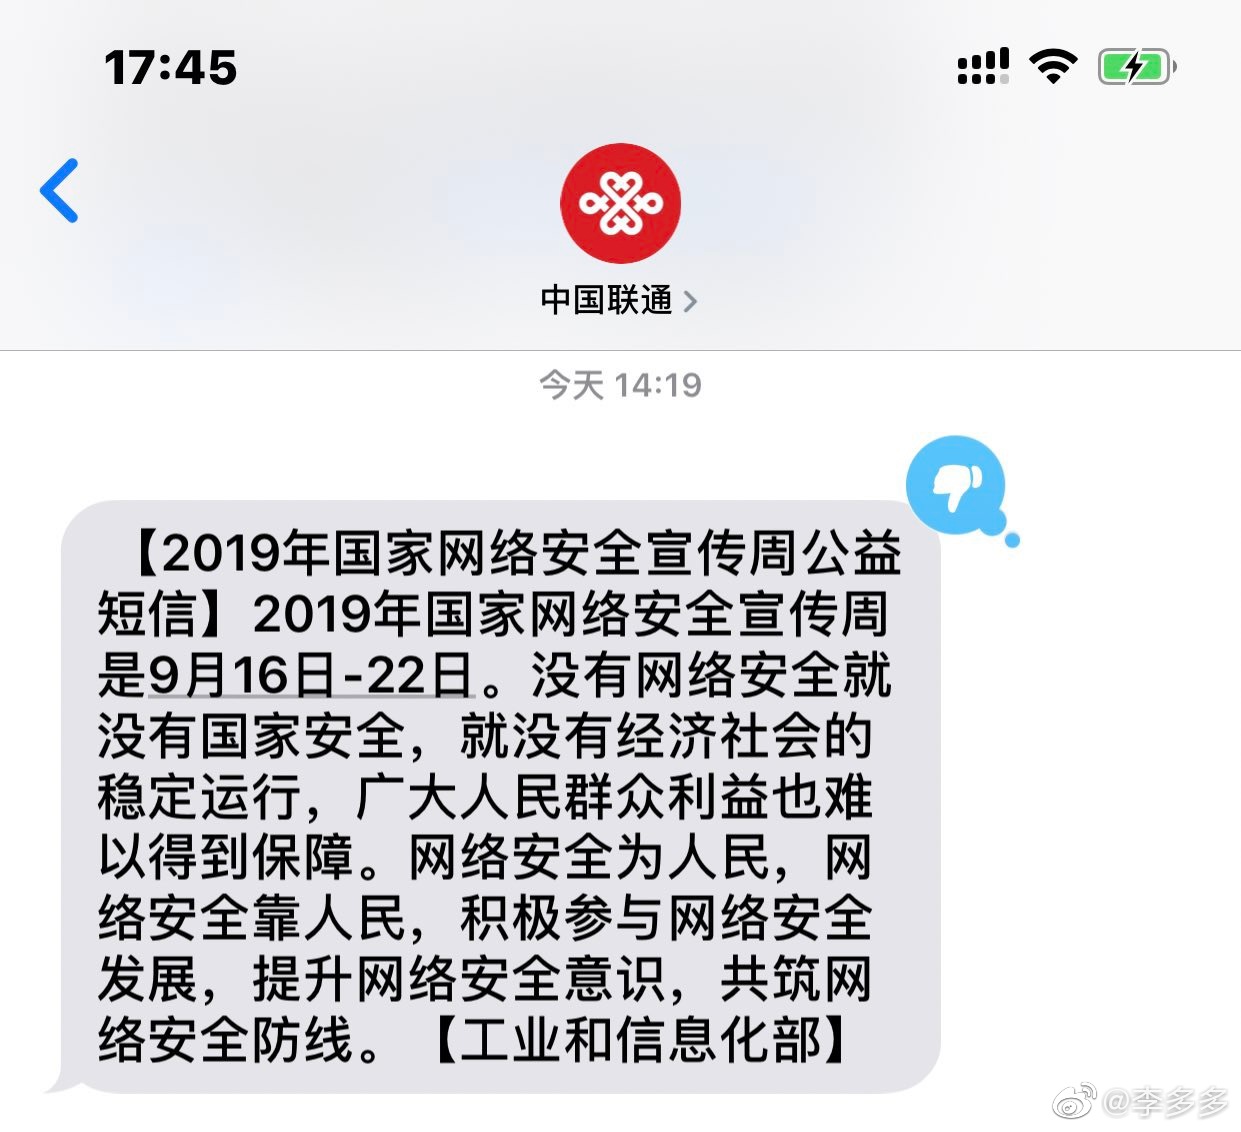 17:45
中国联通
今天 14:19
【2019年国家网络安全宣传周公益
短信】2019年国家网络安全宣传周
是9月16日-22日。没有网络安全就
没有国家安全，就没有经济社会的
稳定运行，广大人民群众利益也难
以得到保障。网络安全为人民，网
络安全靠人民，积极参与网络安全
发展，提升网络安全意识，共筑网
络安全防线。【工业和信息化部】
@李多多